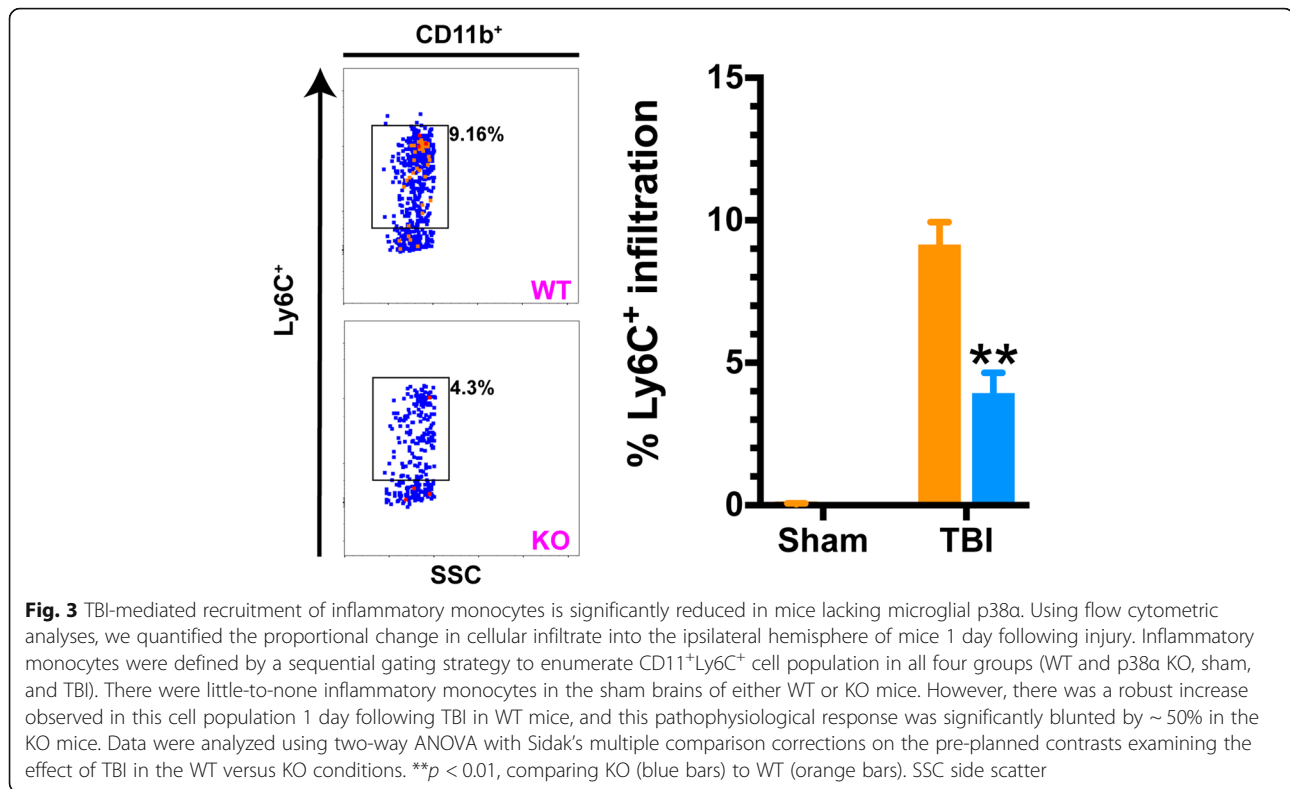 CD11b⁺
Ly6C⁺
9.16%
WT
4.3%
KO
SSC
% Ly6C⁺ infiltration
15
10
5
0
**
Sham TBI
Fig. 3 TBI-mediated recruitment of inflammatory monocytes is significantly reduced in mice lacking microglial p38α. Using flow cytometric
analyses, we quantified the proportional change in cellular infiltrate into the ipsilateral hemisphere of mice 1 day following injury. Inflammatory
monocytes were defined by a sequential gating strategy to enumerate CD11⁺Ly6C⁺ cell population in all four groups (WT and p38α KO, sham,
and TBI). There were little-to-none inflammatory monocytes in the sham brains of either WT or KO mice. However, there was a robust increase
observed in this cell population 1 day following TBI in WT mice, and this pathophysiological response was significantly blunted by ~ 50% in the
KO mice. Data were analyzed using two-way ANOVA with Sidak's multiple comparison corrections on the pre-planned contrasts examining the
effect of TBI in the WT versus KO conditions. **p < 0.01, comparing KO (blue bars) to WT (orange bars). SSC side scatter